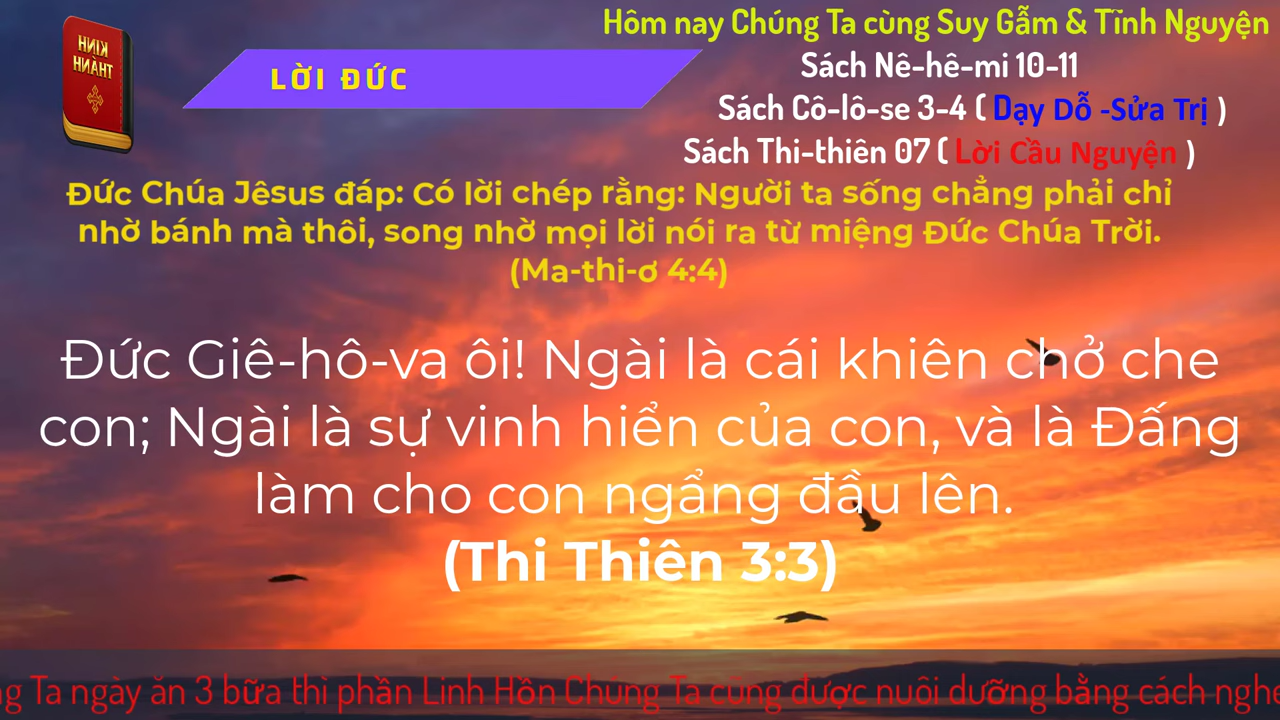 KINH
THÁNH
LỜI ĐỨC
Hôm nay Chúng Ta cùng Suy Gẫm & Tĩnh Nguyện
Sách Nê-hê-mi 10-11
Sách Cô-lô-se 3-4 ( Dạy Dỗ -Sửa Trị )
Sách Thi-thiên 07 ( Lời Cầu Nguyện )
Đức Chúa Jêsus đáp: Có lời chép rằng: Người ta sống chẳng phải chỉ
nhờ bánh mà thôi, song nhờ mọi lời nói ra từ miệng Đức Chúa Trời.
(Ma-thi-ơ 4:4)
Đức Giê-hô-va ôi! Ngài là cái khiên chở che
con; Ngài là sự vinh hiển của con, và là Đấng
làm cho con ngẩng đầu lên.
(Thi Thiên 3:3)
Ta ngày ăn 3 bữa thì phần Linh Hồn Chúng Ta cũng được nuôi dưỡng bằng cách